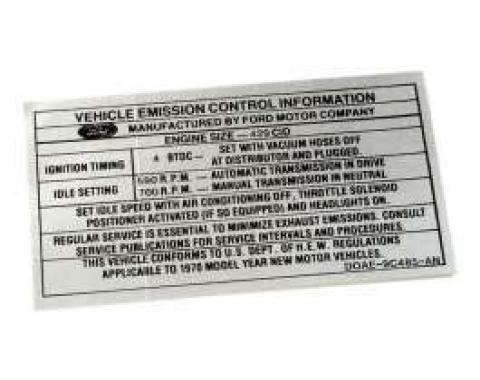 VEHICLE EMISSION CONTROL INFORMATION
MANUFACTURED BY FORD MOTOR COMPANY
ENGINE SIZE — 429 CID
IGNITION TIMING 4 BTDC — SET WITH VACUUM HOSES OFF
AT DISTRIBUTOR AND PLUGGED.
IDLE SETTING 590 R.P.M. — AUTOMATIC TRANSMISSION IN DRIVE
700 R.P.M. — MANUAL TRANSMISSION IN NEUTRAL
SET IDLE SPEED WITH AIR CONDITIONING OFF, THROTTLE SOLENOID
POSITIONER ACTIVATED (IF SO EQUIPPED) AND HEADLIGHTS ON.
REGULAR SERVICE IS ESSENTIAL TO MINIMIZE EXHAUST EMISSIONS. CONSULT
SERVICE PUBLICATIONS FOR SERVICE INTERVALS AND PROCEDURES.
THIS VEHICLE CONFORMS TO U.S. DEPT. OF H.E.W. REGULATIONS
APPLICABLE TO 1970 MODEL YEAR NEW MOTOR VEHICLES.
DOAE-9C485-AN